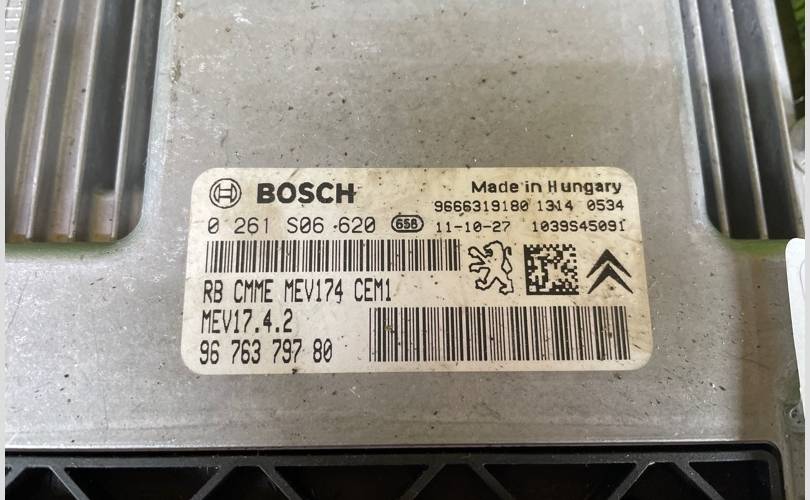 BOSCH
Made in Hungary
9666319180 1314 0534
0 261 S06 620 658 11-10-27 1039S45091
RB CMME MEV174 CEM1
MEV17.4.2
96 763 797 80